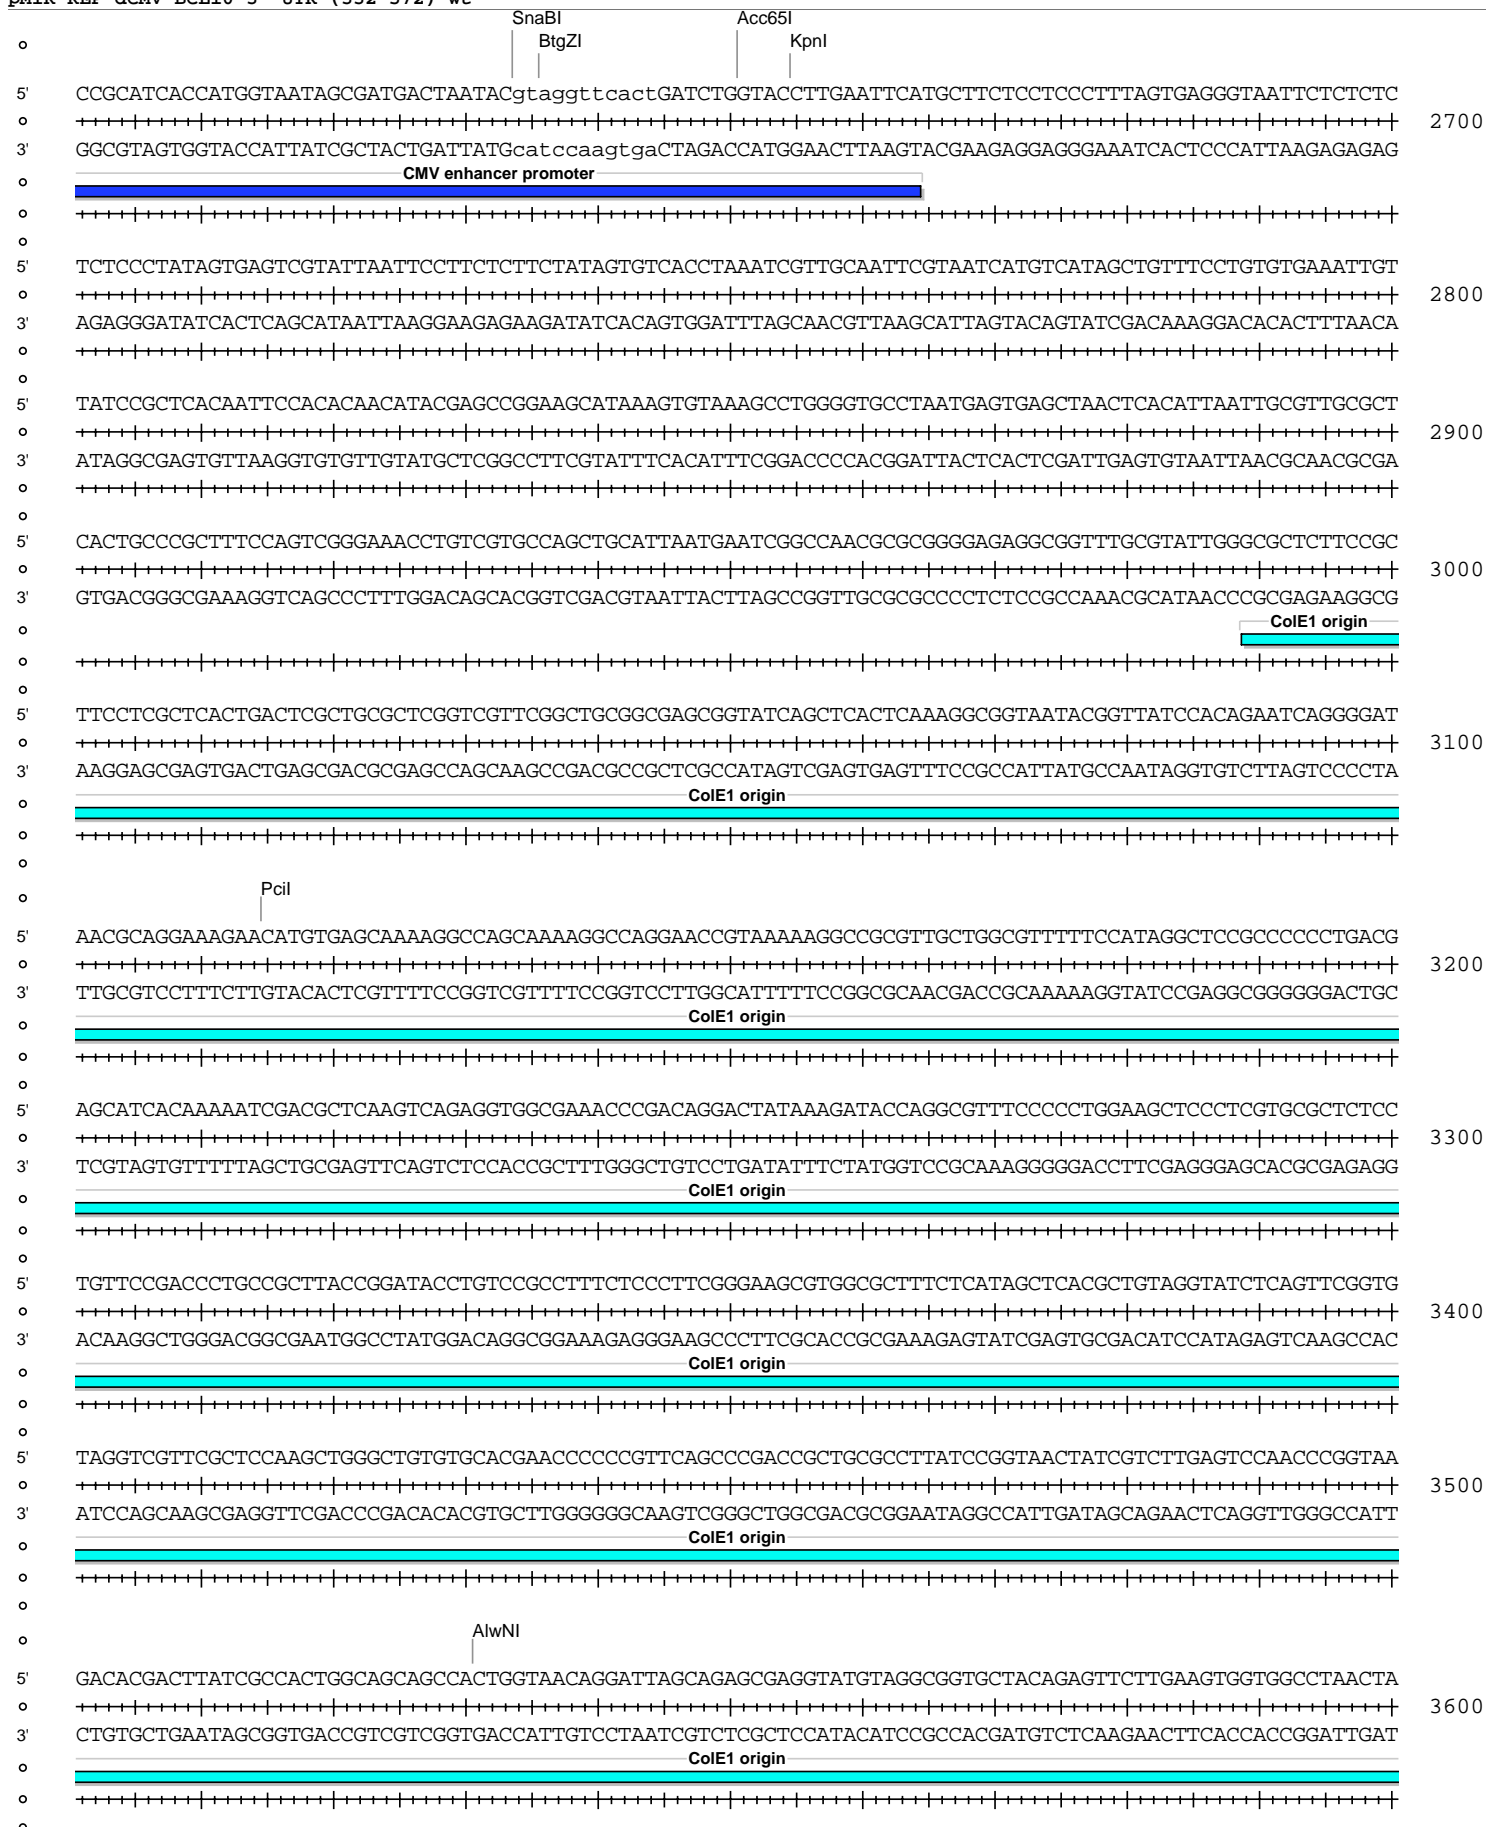 SnaBI Acc65I
BtgZI KpnI
5' CCGCATCACCATGGTAATAGCGATGACTAATACgtaggttcactGATCTGGTACCTTGAATTCATGCTTCTCCTCCCTTTAGTGAGGGTAATTCTCTCTC
2700
3' GGCGTAGTGGTACCATTATCGCTACTGATTATGcatccaagtgaCTAGACCATGGAACTTAAGTACGAAGAGGAGGGAAATCACTCCCATTAAGAGAGAG
CMV enhancer promoter
5' TCTCCCTATAGTGAGTCGTATTAATTCCTTCTCTTCTATAGTGTCACCTAAATCGTTGCAATTCGTAATCATGTCATAGCTGTTTCCTGTGTGAAATTGT
2800
3' AGAGGGATATCACTCAGCATAATTAAGGAAGAGAAGATATCACAGTGGATTTAGCAACGTTAAGCATTAGTACAGTATCGACAAAGGACACACTTTAACA
5' TATCCGCTCACAATTCCACACAACATACGAGCCGGAAGCATAAAGTGTAAAGCCTGGGGTGCCTAATGAGTGAGCTAACTCACATTAATTGCGTTGCGCT
2900
3' ATAGGCGAGTGTTAAGGTGTGTTGTATGCTCGGCCTTCGTATTTCACATTTCGGACCCCACGGATTACTCACTCGATTGAGTGTAATTAACGCAACGCGA
5' CACTGCCCGCTTTCCAGTCGGGAAACCTGTCGTGCCAGCTGCATTAATGAATCGGCCAACGCGCGGGGAGAGGCGGTTTGCGTATTGGGCGCTCTTCCGC
3000
3' GTGACGGGCGAAAGGTCAGCCCTTTGGACAGCACGGTCGACGTAATTACTTAGCCGGTTGCGCGCCCCTCTCCGCCAAACGCATAACCCGCGAGAAGGCG
ColE1 origin
5' TTCCTCGCTCACTGACTCGCTGCGCTCGGTCGTTCGGCTGCGGCGAGCGGTATCAGCTCACTCAAAGGCGGTAATACGGTTATCCACAGAATCAGGGGAT
3100
3' AAGGAGCGAGTGACTGAGCGACGCGAGCCAGCAAGCCGACGCCGCTCGCCATAGTCGAGTGAGTTTCCGCCATTATGCCAATAGGTGTCTTAGTCCCCTA
ColE1 origin
PciI
5' AACGCAGGAAAGAACATGTGAGCAAAAGGCCAGCAAAAGGCCAGGAACCGTAAAAAGGCCGCGTTGCTGGCGTTTTTCCATAGGCTCCGCCCCCCTGACG
3200
3' TTGCGTCCTTTCTTGTACACTCGTTTTCCGGTCGTTTTCCGGTCCTTGGCATTTTTCCGGCGCAACGACCGCAAAAAGGTATCCGAGGCGGGGGGACTGC
ColE1 origin
5' AGCATCACAAAAATCGACGCTCAAGTCAGAGGTGGCGAAACCCGACAGGACTATAAAGATACCAGGCGTTTCCCCCTGGAAGCTCCCTCGTGCGCTCTCC
3300
3' TCGTAGTGTTTTTAGCTGCGAGTTCAGTCTCCACCGCTTTGGGCTGTCCTGATATTTCTATGGTCCGCAAAGGGGGACCTTCGAGGGAGCACGCGAGAGG
ColE1 origin
5' TGTTCCGACCCTGCCGCTTACCGGATACCTGTCCGCCTTTCTCCCTTCGGGAAGCGTGGCGCTTTCTCATAGCTCACGCTGTAGGTATCTCAGTTCGGTG
3400
3' ACAAGGCTGGGACGGCGAATGGCCTATGGACAGGCGGAAAGAGGGAAGCCCTTCGCACCGCGAAAGAGTATCGAGTGCGACATCCATAGAGTCAAGCCAC
ColE1 origin
5' TAGGTCGTTCGCTCCAAGCTGGGCTGTGTGCACGAACCCCCCGTTCAGCCCGACCGCTGCGCCTTATCCGGTAACTATCGTCTTGAGTCCAACCCGGTAA
3500
3' ATCCAGCAAGCGAGGTTCGACCCGACACACGTGCTTGGGGGGCAAGTCGGGCTGGCGACGCGGAATAGGCCATTGATAGCAGAACTCAGGTTGGGCCATT
ColE1 origin
AlwNI
5' GACACGACTTATCGCCACTGGCAGCAGCCACTGGTAACAGGATTAGCAGAGCGAGGTATGTAGGCGGTGCTACAGAGTTCTTGAAGTGGTGGCCTAACTA
3600
3' CTGTGCTGAATAGCGGTGACCGTCGTCGGTGACCATTGTCCTAATCGTCTCGCTCCATACATCCGCCACGATGTCTCAAGAACTTCACCACCGGATTGAT
ColE1 origin